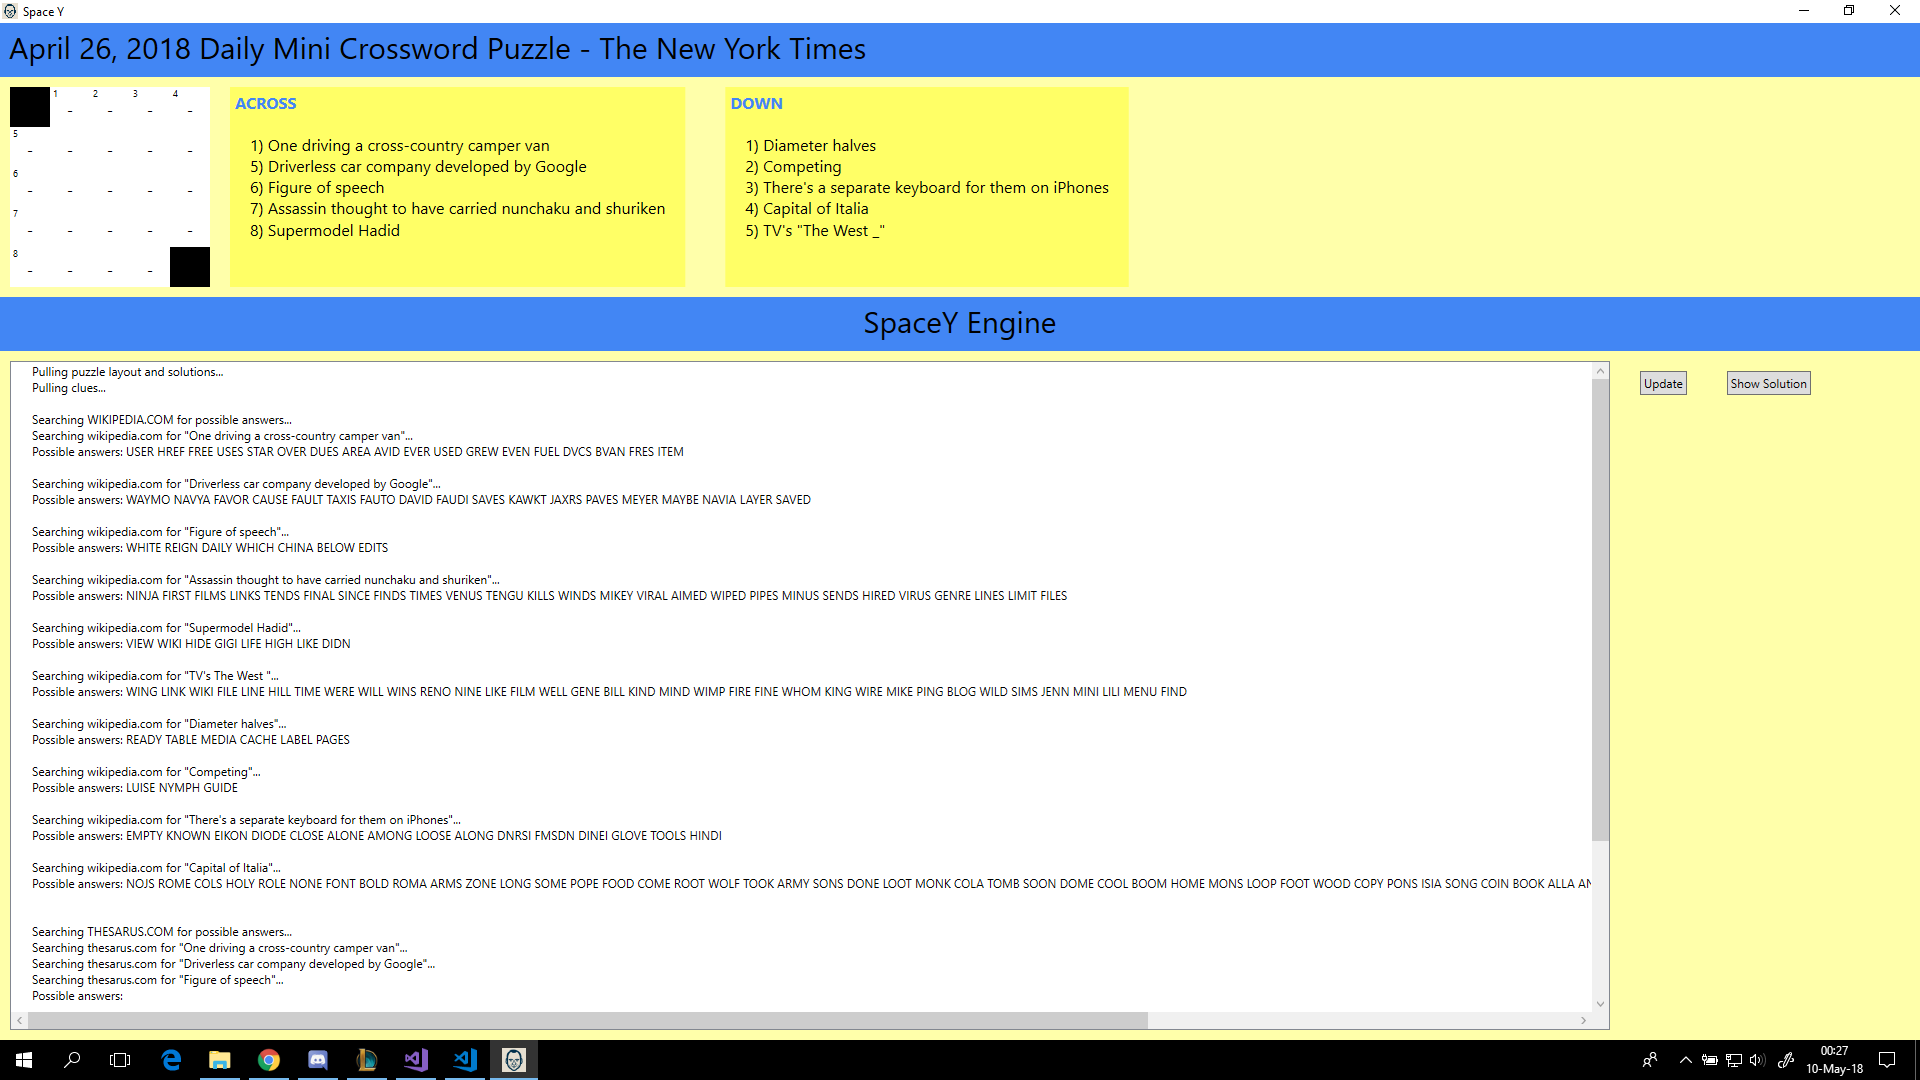 Space Y
April 26, 2018 Daily Mini Crossword Puzzle - The New York Times
1 2 3 4
- - - -
5
- - - - -
6
- - - - -
7
- - - - -
8
- - - -
ACROSS
1) One driving a cross-country camper van
5) Driverless car company developed by Google
6) Figure of speech
7) Assassin thought to have carried nunchaku and shuriken
8) Supermodel Hadid
DOWN
1) Diameter halves
2) Competing
3) There's a separate keyboard for them on iPhones
4) Capital of Italia
5) TV's "The West _"
SpaceY Engine
Pulling puzzle layout and solutions...
Pulling clues...
Searching WIKIPEDIA.COM for possible answers...
Searching wikipedia.com for "One driving a cross-country camper van"...
Possible answers: USER HREF FREE USES STAR OVER DUES AREA AVID EVER USED GREW EVEN FUEL DVCS BVAN FRES ITEM
Searching wikipedia.com for "Driverless car company developed by Google"...
Possible answers: WAYMO NAVYA FAVOR CAUSE FAULT TAXIS FAUTO DAVID FAUDI SAVES KAWKT JAXRS PAVES MEYER MAYBE NAVIA LAYER SAVED
Searching wikipedia.com for "Figure of speech"...
Possible answers: WHITE REIGN DAILY WHICH CHINA BELOW EDITS
Searching wikipedia.com for "Assassin thought to have carried nunchaku and shuriken"...
Possible answers: NINJA FIRST FILMS LINKS TENDS FINAL SINCE FINDS TIMES VENUS TENGU KILLS WINDS MIKEY VIRAL AIMED WIPED PIPES MINUS SENDS HIRED VIRUS GENRE LINES LIMIT FILES
Searching wikipedia.com for "Supermodel Hadid"...
Possible answers: VIEW WIKI HIDE GIGI LIFE HIGH LIKE DIDN
Searching wikipedia.com for "TV's The West "...
Possible answers: WING LINK WIKI FILE LINE HILL TIME WERE WILL WINS RENO NINE LIKE FILM WELL GENE BILL KIND MIND WIMP FIRE FINE WHOM KING WIRE MIKE PING BLOG WILD SIMS JENN MINI LILI MENU FIND
Searching wikipedia.com for "Diameter halves"...
Possible answers: READY TABLE MEDIA CACHE LABEL PAGES
Searching wikipedia.com for "Competing"...
Possible answers: LUISE NYMPH GUIDE
Searching wikipedia.com for "There's a separate keyboard for them on iPhones"...
Possible answers: EMPTY KNOWN EIKON DIODE CLOSE ALONE AMONG LOOSE ALONG DNRSI FMSDN DINEI GLOVE TOOLS HINDI
Searching wikipedia.com for "Capital of Italia"...
Possible answers: NOJS ROME COLS HOLY ROLE NONE FONT BOLD ROMA ARMS ZONE LONG SOME POPE FOOD COME ROOT WOLF TOOK ARMY SONS DONE LOOT MONK COLA TOMB SOON DOME COOL BOOM HOME MONS LOOP FOOT WOOD COPY PONS ISIA SONG COIN BOOK ALLA AN
Searching THESARUS.COM for possible answers...
Searching thesarus.com for "One driving a cross-country camper van"...
Searching thesarus.com for "Driverless car company developed by Google"...
Searching thesarus.com for "Figure of speech"...
Possible answers:
Update
Show Solution
00:27
10-May-18